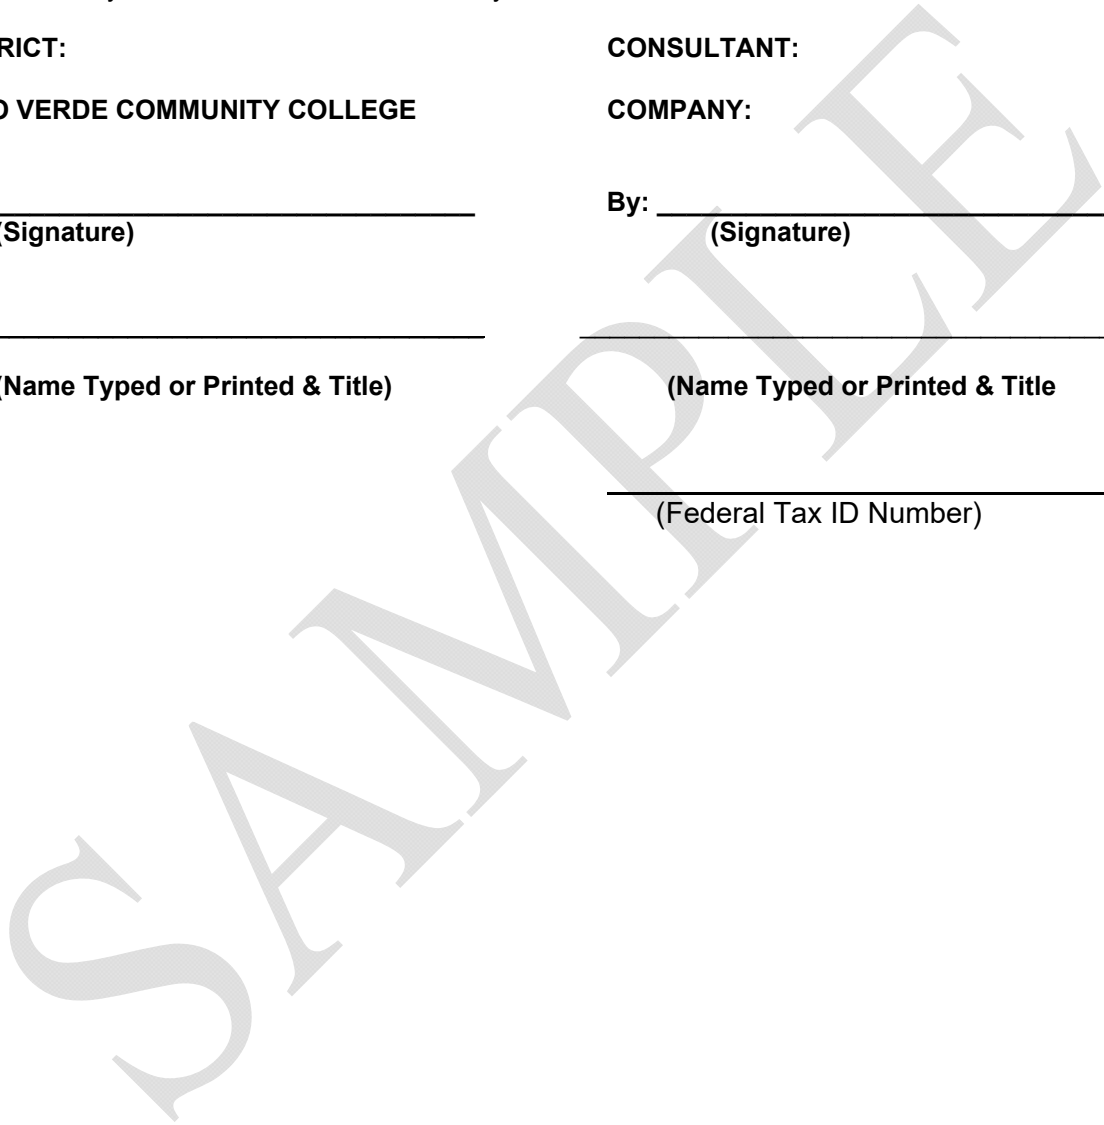 RICT: CONSULTANT:
VERDE COMMUNITY COLLEGE COMPANY:
By:
(Signature) (Signature)
(Name Typed or Printed & Title) (Name Typed or Printed & Title
(Federal Tax ID Number)
SAMPLE